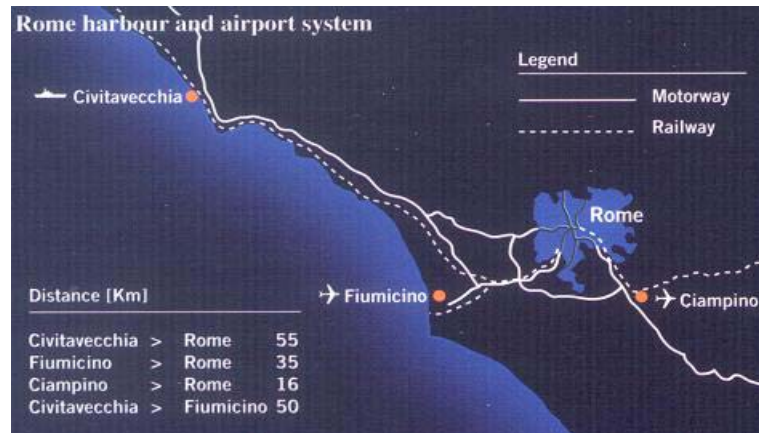 Rome harbour and airport system
Legend
Motorway
Railway
Civitavecchia
Rome
Fiumicino
Ciampino
Distance [Km]
Civitavecchia > Rome 55
Fiumicino > Rome 35
Ciampino > Rome 16
Civitavecchia > Fiumicino 50